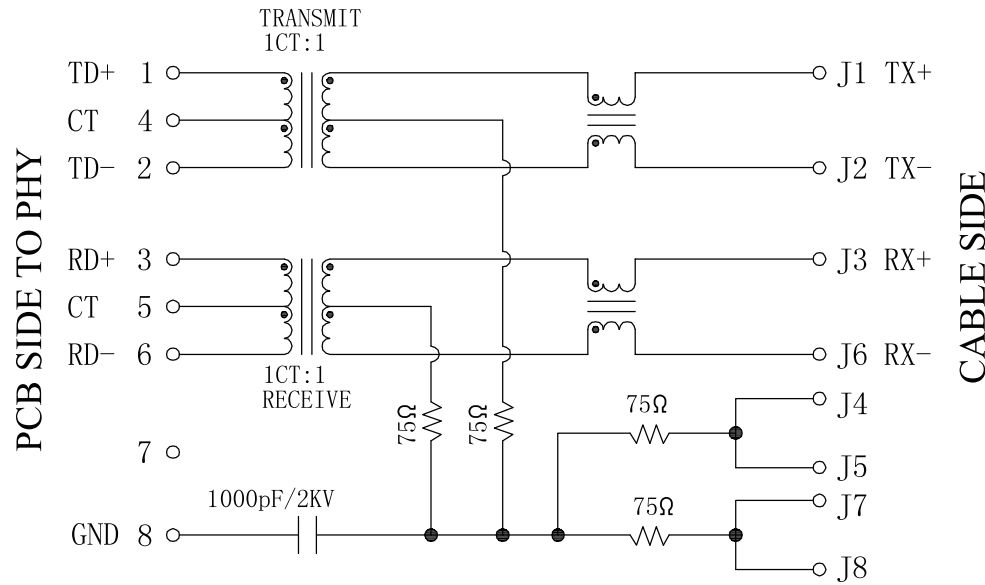 TRANSMIT
1CT:1
TD+ 1
CT 4
TD- 2
J1 TX+
J2 TX-
PCB SIDE TO PHY
CABLE SIDE
RD+ 3
CT 5
RD- 6
J3 RX+
J6 RX-
1CT:1
RECEIVE
75Ω
75Ω
75Ω
J4
J5
7
1000pF/2KV
GND 8
75Ω
J7
J8